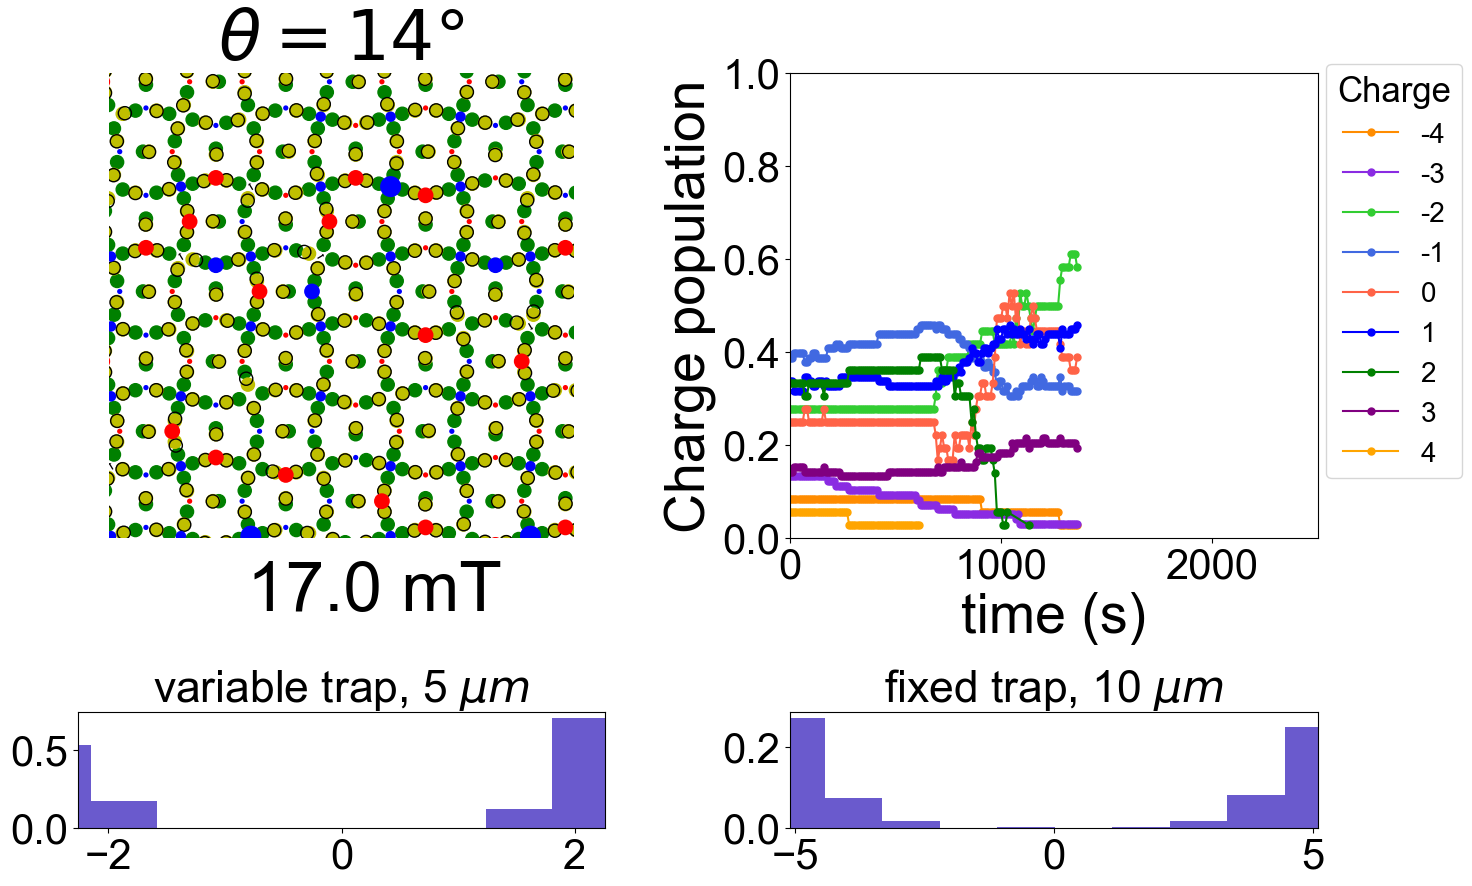 θ = 14°
17.0 mT
1.0
0.8
0.6
0.4
0.2
0.0
Charge population
0 1000 2000
time (s)
Charge
-4
-3
-2
-1
0
1
2
3
4
variable trap, 5 μm
0.5
0.0
−2 0 2
fixed trap, 10 μm
0.2
0.0
−5 0 5